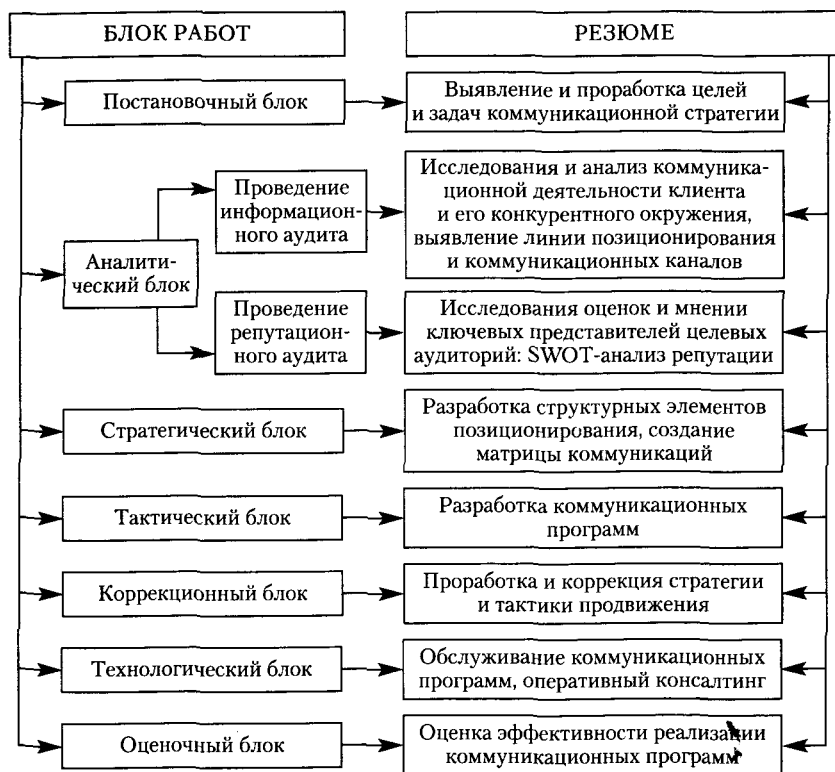 БЛОК РАБОТ
РЕЗЮМЕ
Постановочный блок
Выявление и проработка целей
и задач коммуникационной стратегии
Аналити-
ческий блок
Проведение
информацион-
ного аудита
Исследования и анализ коммуника-
ционной деятельности клиента
и его конкурентного окружения,
выявление линии позиционирования
и коммуникационных каналов
Проведение
репутацион-
ного аудита
Исследования оценок и мнении
ключевых представителей целевых
аудиторий: SWOT-анализ репутации
Стратегический блок
Разработка структурных элементов
позиционирования, создание
матрицы коммуникаций
Тактический блок
Разработка коммуникационных
программ
Коррекционный блок
Проработка и коррекция стратегии
и тактики продвижения
Технологический блок
Обслуживание коммуникационных
программ, оперативный консалтинг
Оценочный блок
Оценка эффективности реализации
коммуникационных программ